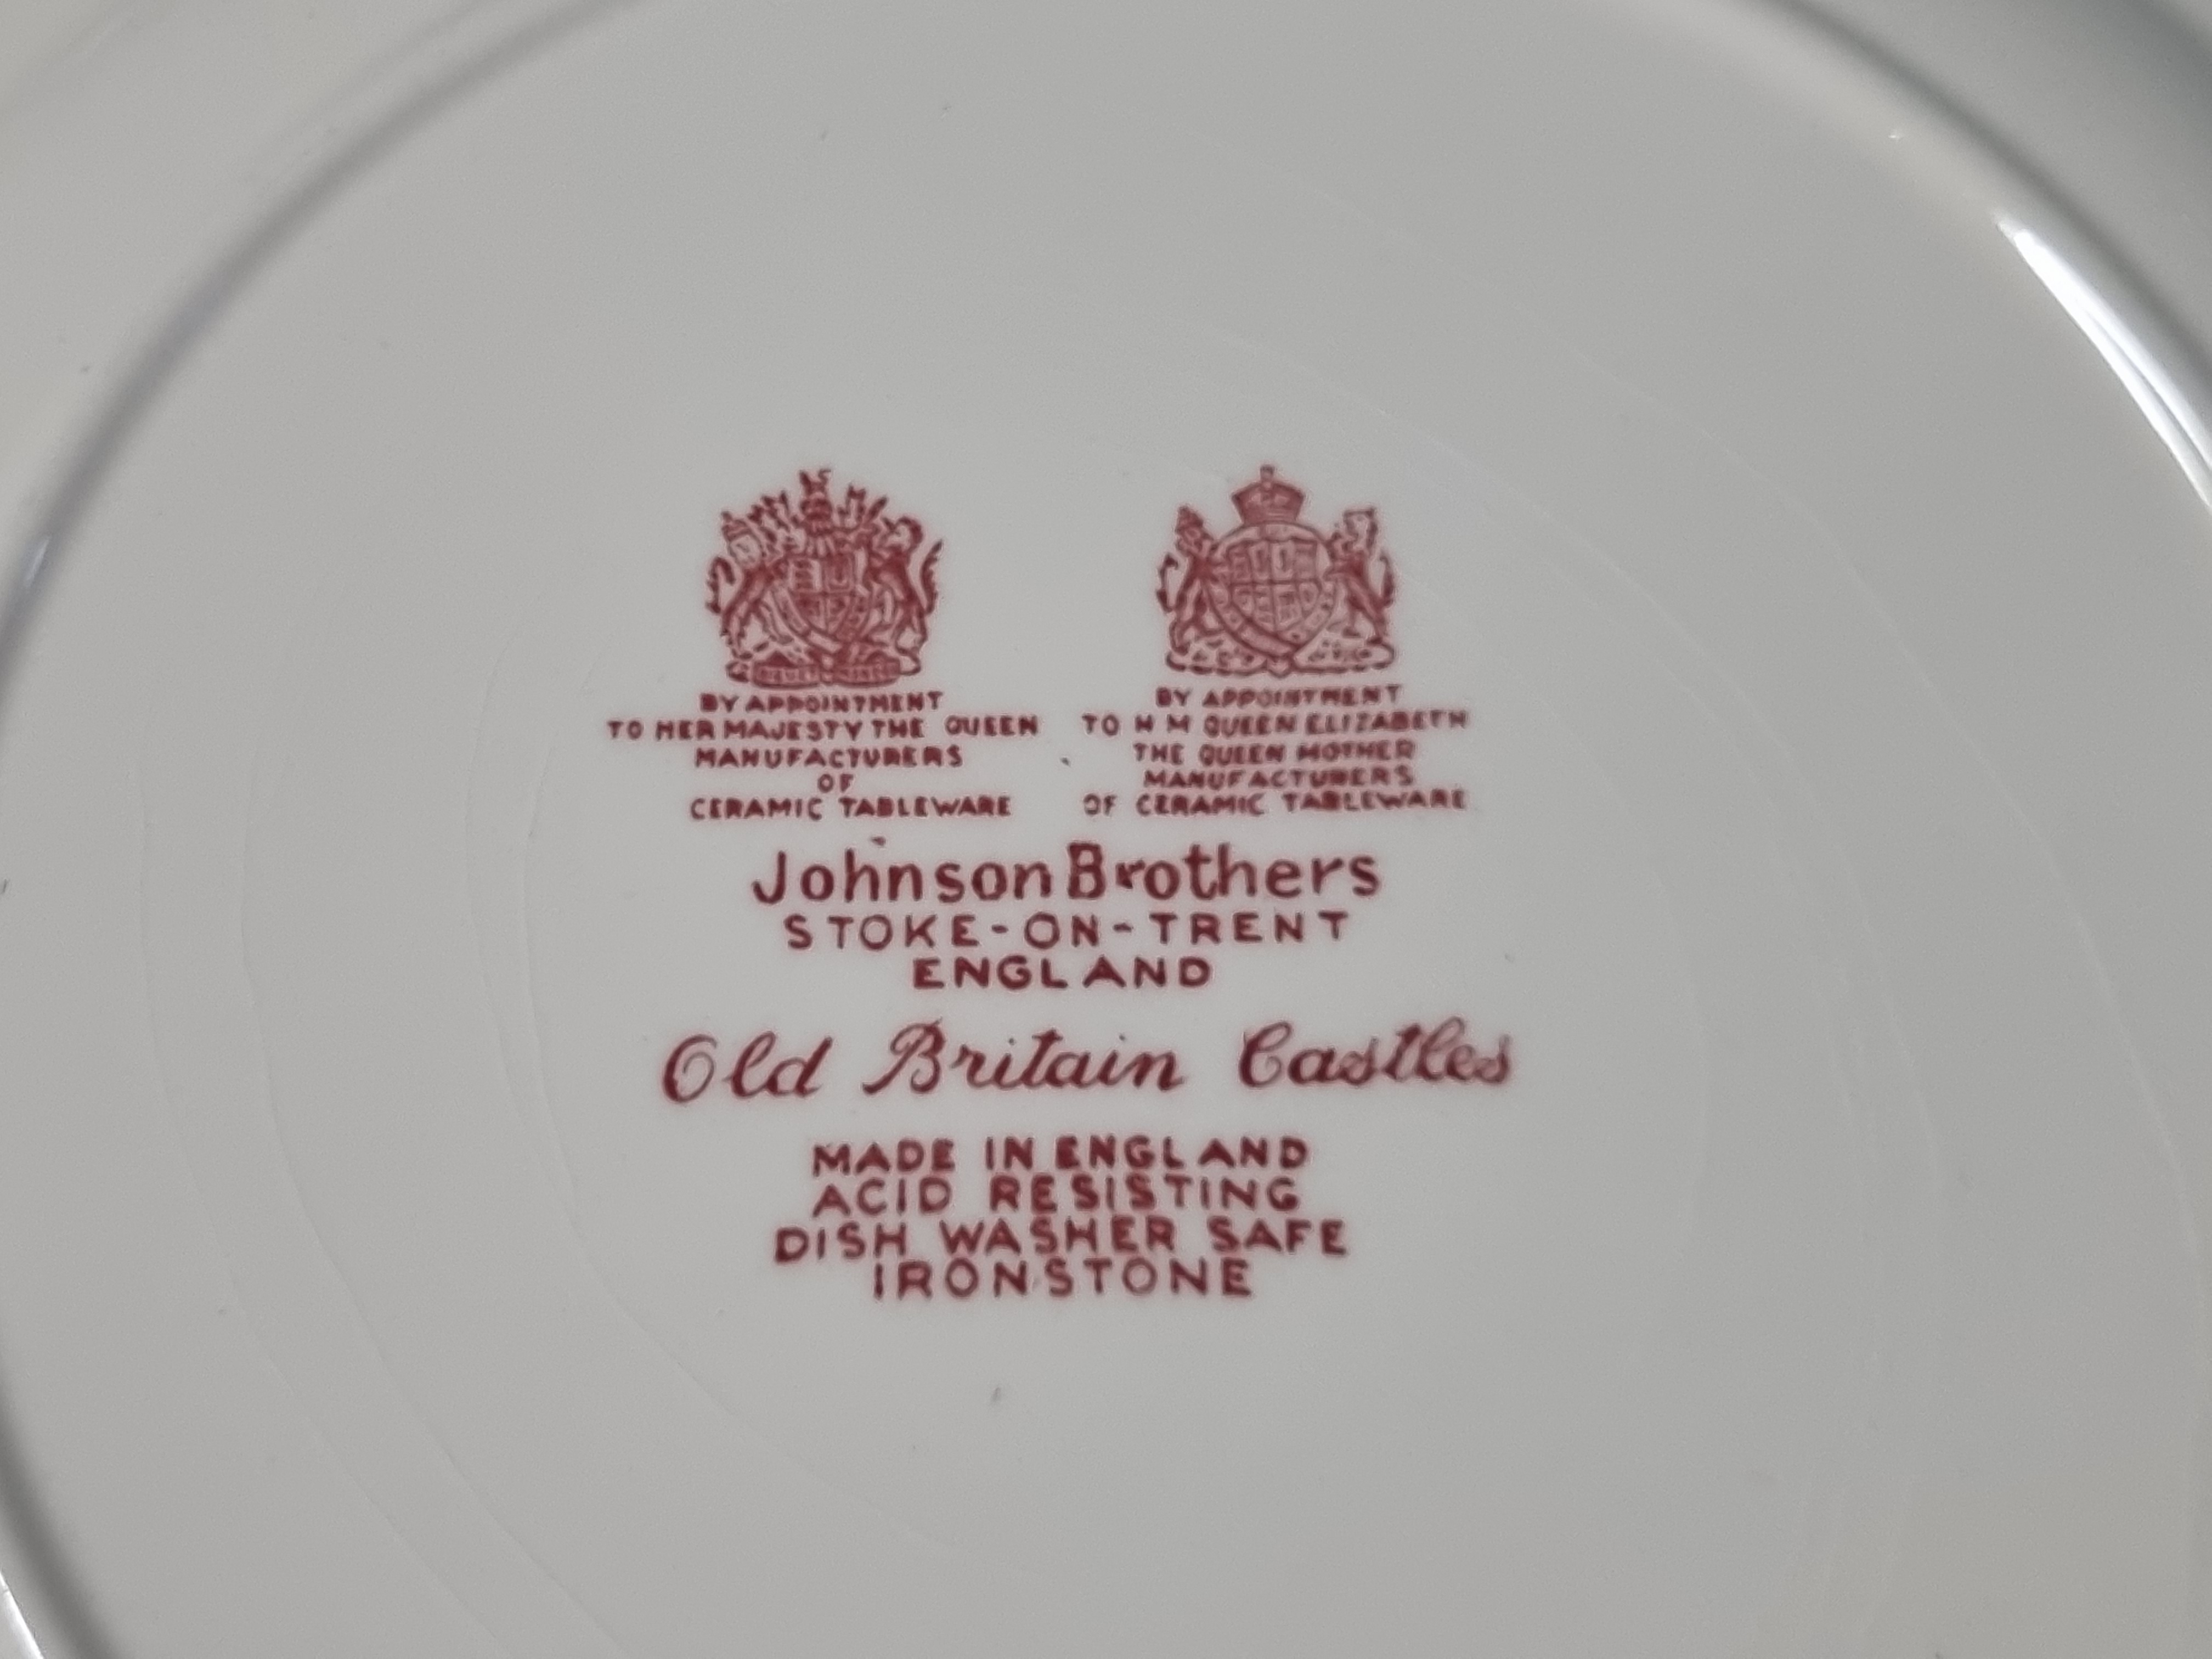 BY APPOINTMENT
TO HER MAJESTY THE QUEEN
MANUFACTURERS
OF
CERAMIC TABLEWARE
BY APPOINTMENT
TO H M QUEEN ELIZABETH
THE QUEEN MOTHER
MANUFACTURERS
OF CERAMIC TABLEWARE
Johnson Brothers
STOKE-ON-TRENT
ENGLAND
Old Britain Castles
MADE IN ENGLAND
ACID RESISTING
DISH WASHER SAFE
IRONSTONE